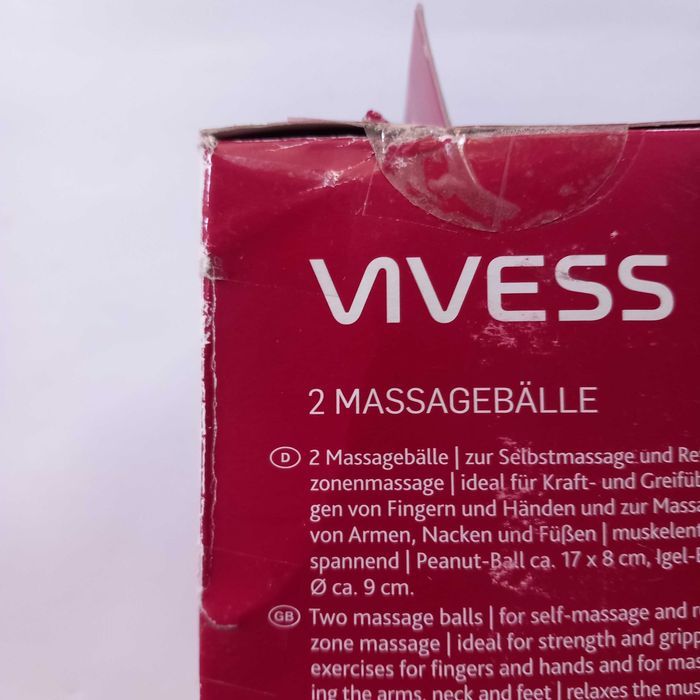 VIVESS
2 MASSAGEBÄLLE
D 2 Massagebälle | zur Selbstmassage und Re
zonenmassage | ideal für Kraft- und Greifüb
gen von Fingern und Händen und zur Massa
von Armen, Nacken und Füßen | muskelent
spannend | Peanut-Ball ca. 17 x 8 cm, Igel-
Ø ca. 9 cm.
GB Two massage balls | for self-massage and r
zone massage | ideal for strength and gripp
exercises for fingers and hands and for mas
ing the arms, neck and feet | relaxes the mus